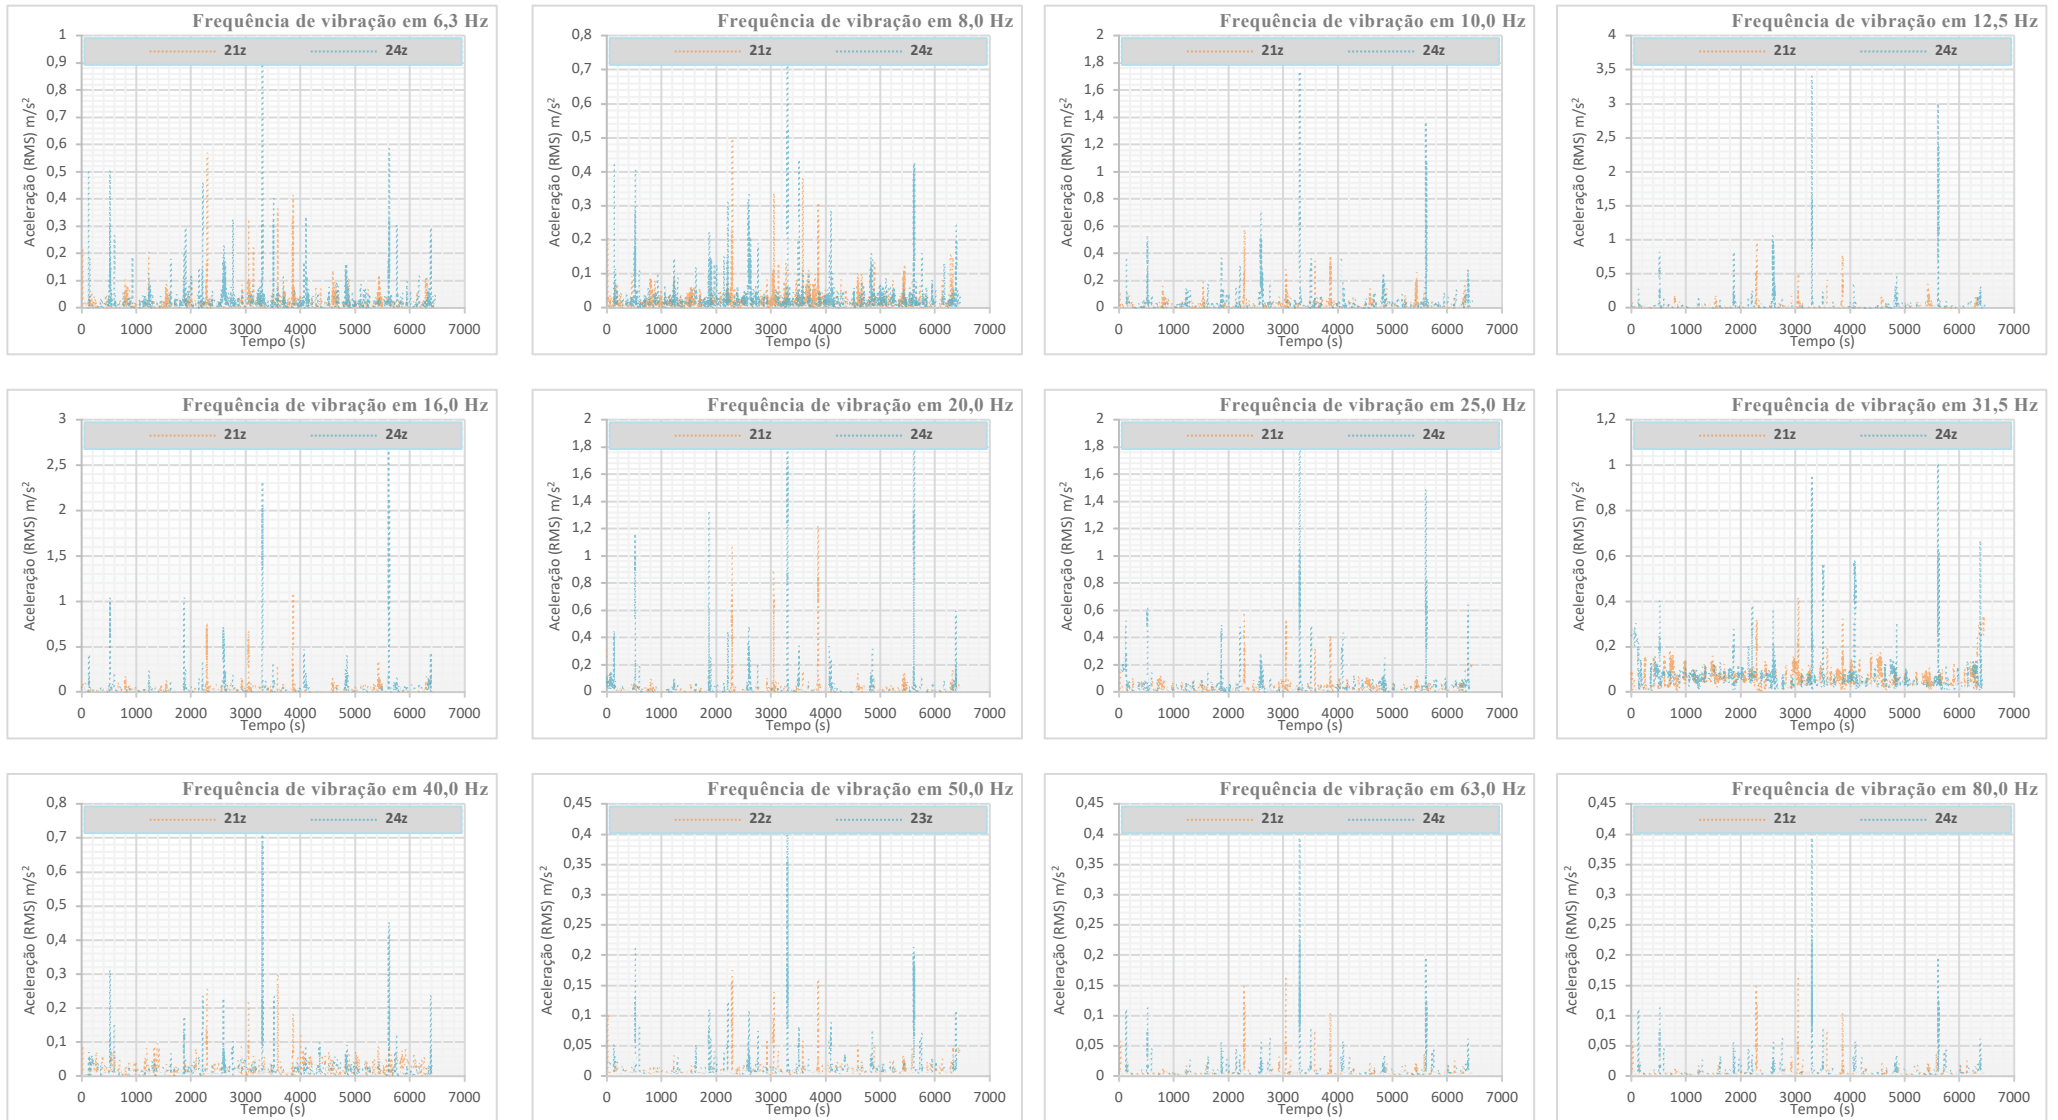 Frequência de vibração em 6,3 Hz
21z 24z
Aceleração (RMS) m/s²
1
0,9
0,8
0,7
0,6
0,5
0,4
0,3
0,2
0,1
0
0 1000 2000 3000 4000 5000 6000 7000
Tempo (s)
Frequência de vibração em 8,0 Hz
21z 24z
Aceleração (RMS) m/s²
0,8
0,7
0,6
0,5
0,4
0,3
0,2
0,1
0
0 1000 2000 3000 4000 5000 6000 7000
Tempo (s)
Frequência de vibração em 10,0 Hz
21z 24z
Aceleração (RMS) m/s²
2
1,8
1,6
1,4
1,2
1
0,8
0,6
0,4
0,2
0
0 1000 2000 3000 4000 5000 6000 7000
Tempo (s)
Frequência de vibração em 12,5 Hz
21z 24z
Aceleração (RMS) m/s²
4
3,5
3
2,5
2
1,5
1
0,5
0
0 1000 2000 3000 4000 5000 6000 7000
Tempo (s)
Frequência de vibração em 16,0 Hz
21z 24z
Aceleração (RMS) m/s²
3
2,5
2
1,5
1
0,5
0
0 1000 2000 3000 4000 5000 6000 7000
Tempo (s)
Frequência de vibração em 20,0 Hz
21z 24z
Aceleração (RMS) m/s²
2
1,8
1,6
1,4
1,2
1
0,8
0,6
0,4
0,2
0
0 1000 2000 3000 4000 5000 6000 7000
Tempo (s)
Frequência de vibração em 25,0 Hz
21z 24z
Aceleração (RMS) m/s²
2
1,8
1,6
1,4
1,2
1
0,8
0,6
0,4
0,2
0
0 1000 2000 3000 4000 5000 6000 7000
Tempo (s)
Frequência de vibração em 31,5 Hz
21z 24z
Aceleração (RMS) m/s²
1,2
1
0,8
0,6
0,4
0,2
0
0 1000 2000 3000 4000 5000 6000 7000
Tempo (s)
Frequência de vibração em 40,0 Hz
21z 24z
Aceleração (RMS) m/s²
0,8
0,7
0,6
0,5
0,4
0,3
0,2
0,1
0
0 1000 2000 3000 4000 5000 6000 7000
Tempo (s)
Frequência de vibração em 50,0 Hz
22z 23z
Aceleração (RMS) m/s²
0,45
0,4
0,35
0,3
0,25
0,2
0,15
0,1
0,05
0
0 1000 2000 3000 4000 5000 6000 7000
Tempo (s)
Frequência de vibração em 63,0 Hz
21z 24z
Aceleração (RMS) m/s²
0,45
0,4
0,35
0,3
0,25
0,2
0,15
0,1
0,05
0
0 1000 2000 3000 4000 5000 6000 7000
Tempo (s)
Frequência de vibração em 80,0 Hz
21z 24z
Aceleração (RMS) m/s²
0,45
0,4
0,35
0,3
0,25
0,2
0,15
0,1
0,05
0
0 1000 2000 3000 4000 5000 6000 7000
Tempo (s)